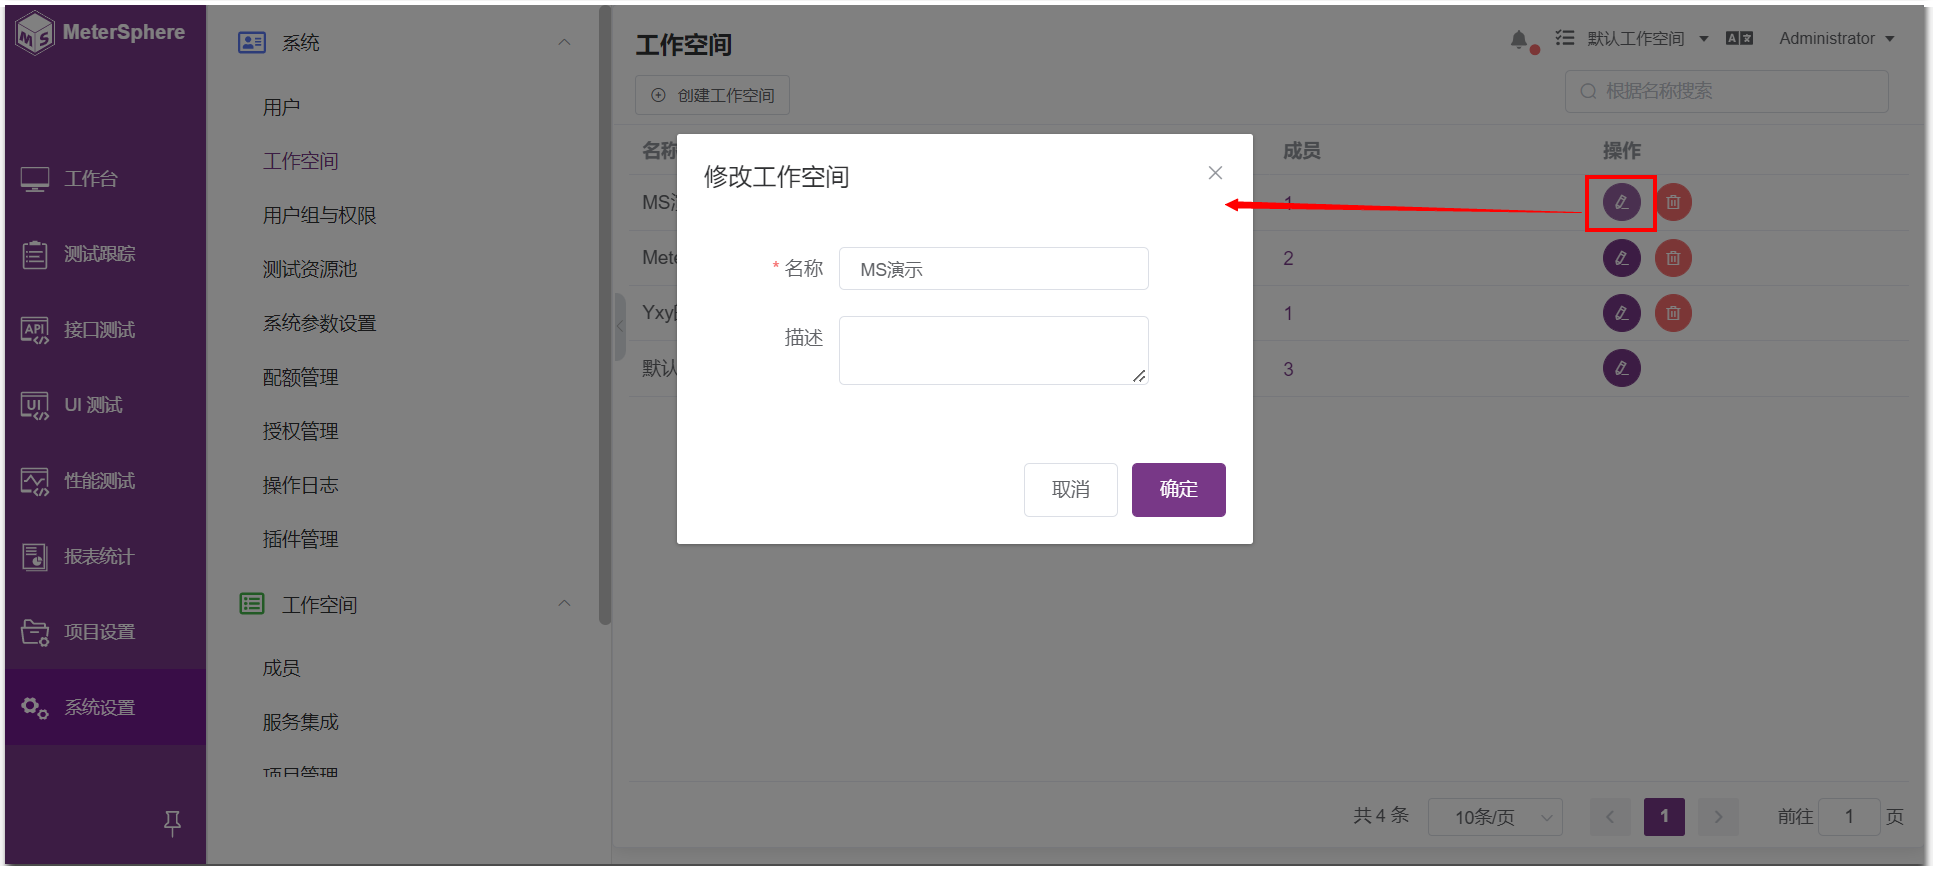 MeterSphere
工作台
测试跟踪
接口测试
UI 测试
性能测试
报表统计
项目设置
系统设置
系统
用户
工作空间
用户组与权限
测试资源池
系统参数设置
配额管理
授权管理
操作日志
插件管理
工作空间
成员
服务集成
项目管理
工作空间
默认工作空间
Administrator
创建工作空间
根据名称搜索
名称 成员 操作
MS 1
Mete 2
Yxy 1
默认 3
修改工作空间
* 名称 MS演示
描述
取消 确定
共 4 条 10条/页 1 前往 1 页